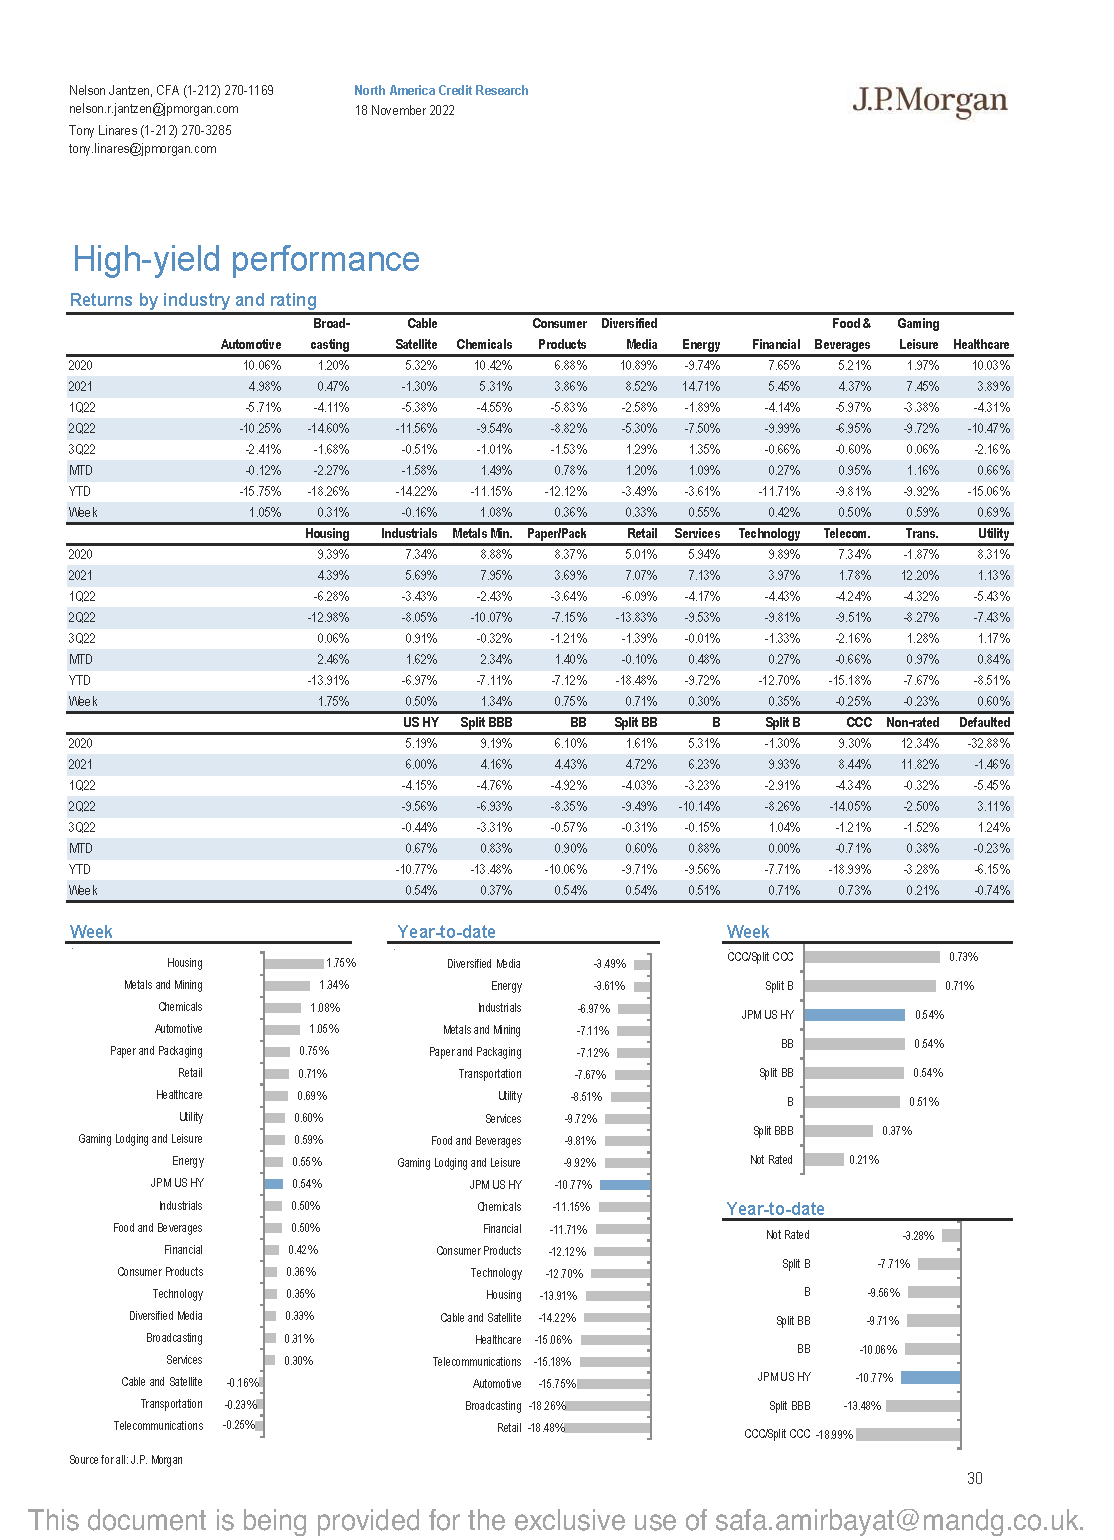 Nelson Jantzen, CFA (1-212) 270-1169
nelson.r.jantzen@jpmorgan.com
Tony Linares (1-212) 270-3285
tony.linares@jpmorgan.com
North America Credit Research
18 November 2022
J.P.Morgan
High-yield performance
Returns by industry and rating
Broad- Cable Consumer Diversified Food & Gaming
Automotive casting Satellite Chemicals Products Media Energy Financial Beverages Leisure Healthcare
2020 10.06% 1.20% 5.32% 10.42% 6.88% 10.89% -9.74% 7.65% 5.21% 1.97% 10.03%
2021 4.98% 0.47% -1.30% 5.31% 3.86% 8.52% 14.71% 5.45% 4.37% 7.45% 3.89%
1Q22 -5.71% -4.11% -5.38% -4.55% -5.83% -2.58% -1.89% -4.14% -5.97% -3.38% -4.31%
2Q22 -10.25% -14.60% -11.56% -9.54% -8.82% -5.30% -7.50% -9.99% -6.95% -9.72% -10.47%
3Q22 -2.41% -1.68% -0.51% -1.01% -1.53% 1.29% 1.35% -0.66% -0.60% 0.06% -2.16%
MTD -0.12% -2.27% -1.58% 1.49% 0.78% 1.20% 1.09% 0.27% 0.95% 1.16% 0.66%
YTD -15.75% -18.26% -14.22% -11.15% -12.12% -3.49% -3.61% -11.71% -9.81% -9.92% -15.06%
Week 1.05% 0.31% -0.16% 1.08% 0.36% 0.33% 0.55% 0.42% 0.50% 0.59% 0.69%
Housing Industrials Metals Min. Paper/Pack Retail Services Technology Telecom. Trans. Utility
2020 9.39% 7.34% 8.88% 8.37% 5.01% 5.94% 9.89% 7.34% -1.87% 8.31%
2021 4.39% 5.69% 7.95% 3.69% 7.07% 7.13% 3.97% 1.78% 12.20% 1.13%
1Q22 -6.28% -3.43% -2.43% -3.64% -6.09% -4.17% -4.43% -4.24% -4.32% -5.43%
2Q22 -12.98% -8.05% -10.07% -7.15% -13.83% -9.53% -9.81% -9.51% -8.27% -7.43%
3Q22 0.06% 0.91% -0.32% -1.21% -1.39% -0.01% -1.33% -2.16% 1.28% 1.17%
MTD 2.46% 1.62% 2.34% 1.40% -0.10% 0.48% 0.27% -0.66% 0.97% 0.84%
YTD -13.91% -6.97% -7.11% -7.12% -18.48% -9.72% -12.70% -15.18% -7.67% -8.51%
Week 1.75% 0.50% 1.34% 0.75% 0.71% 0.30% 0.35% -0.25% -0.23% 0.60%
US HY Split BBB BB Split BB B Split B CCC Non-rated Defaulted
2020 5.19% 9.19% 6.10% 1.61% 5.31% -1.30% 9.30% 12.34% -32.88%
2021 6.00% 4.16% 4.43% 4.72% 6.23% 9.93% 8.44% 11.82% -1.46%
1Q22 -4.15% -4.76% -4.92% -4.03% -3.23% -2.91% -4.34% -0.32% -5.45%
2Q22 -9.56% -6.93% -8.35% -9.49% -10.14% -8.26% -14.05% -2.50% 3.11%
3Q22 -0.44% -3.31% -0.57% -0.31% -0.15% 1.04% -1.21% -1.52% 1.24%
MTD 0.67% 0.83% 0.90% 0.60% 0.88% 0.00% -0.71% 0.38% -0.23%
YTD -10.77% -13.48% -10.06% -9.71% -9.56% -7.71% -18.99% -3.28% -6.15%
Week 0.54% 0.37% 0.54% 0.54% 0.51% 0.71% 0.73% 0.21% -0.74%
Week
Housing 1.75%
Metals and Mining 1.34%
Chemicals 1.08%
Automotive 1.05%
Paper and Packaging 0.75%
Retail 0.71%
Healthcare 0.69%
Utility 0.60%
Gaming Lodging and Leisure 0.59%
Energy 0.55%
JPM US HY 0.54%
Industrials 0.50%
Food and Beverages 0.50%
Financial 0.42%
Consumer Products 0.36%
Technology 0.35%
Diversified Media 0.33%
Broadcasting 0.31%
Services 0.30%
Cable and Satellite -0.16%
Transportation -0.23%
Telecommunications -0.25%
Year-to-date
Diversified Media -3.49%
Energy -3.61%
Industrials -6.97%
Metals and Mining -7.11%
Paper and Packaging -7.12%
Transportation -7.67%
Utility -8.51%
Services -9.72%
Food and Beverages -9.81%
Gaming Lodging and Leisure -9.92%
JPM US HY -10.77%
Chemicals -11.15%
Financial -11.71%
Consumer Products -12.12%
Technology -12.70%
Housing -13.91%
Cable and Satellite -14.22%
Healthcare -15.06%
Telecommunications -15.18%
Automotive -15.75%
Broadcasting -18.26%
Retail -18.48%
Week
CCC/Split CCC 0.73%
Split B 0.71%
JPM US HY 0.54%
BB 0.54%
Split BB 0.54%
B 0.51%
Split BBB 0.37%
Not Rated 0.21%
Year-to-date
Not Rated -3.28%
Split B -7.71%
B -9.56%
Split BB -9.71%
BB -10.06%
JPM US HY -10.77%
Split BBB -13.48%
CCC/Split CCC -18.99%
Source for all: J.P. Morgan
30
This document is being provided for the exclusive use of safa.amirbayat@mandg.co.uk.